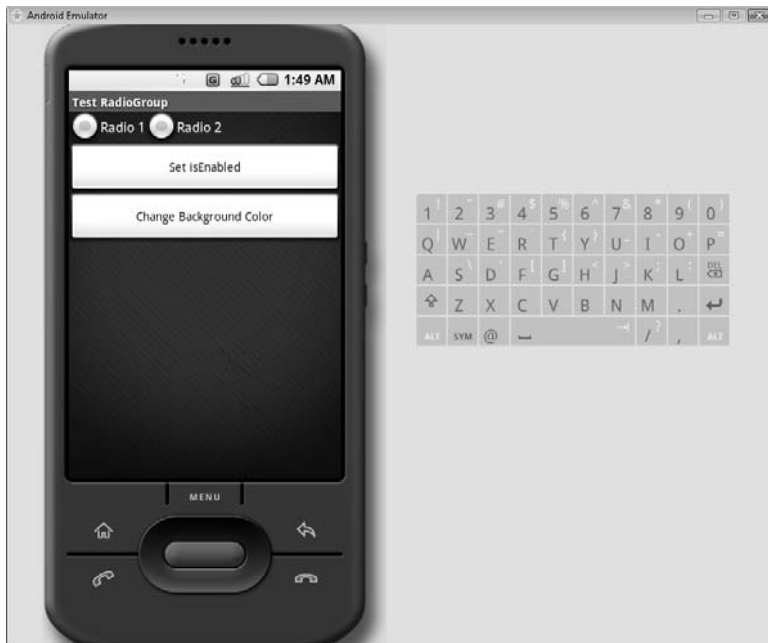 Android Emulator
G 1:49 AM
Test RadioGroup
Radio 1 Radio 2
Set isEnabled
Change Background Color
MENU
1 ! 2 3 # 4 $ 5 % 6 ^ 7 & 8 * 9 ( 0 )
Q W E R T { Y } U - I O + P =
A S \ D F [ G ] H < J > K ; L : DEL
Z X C V B N M .
ALT SYM @ / ? , ALT